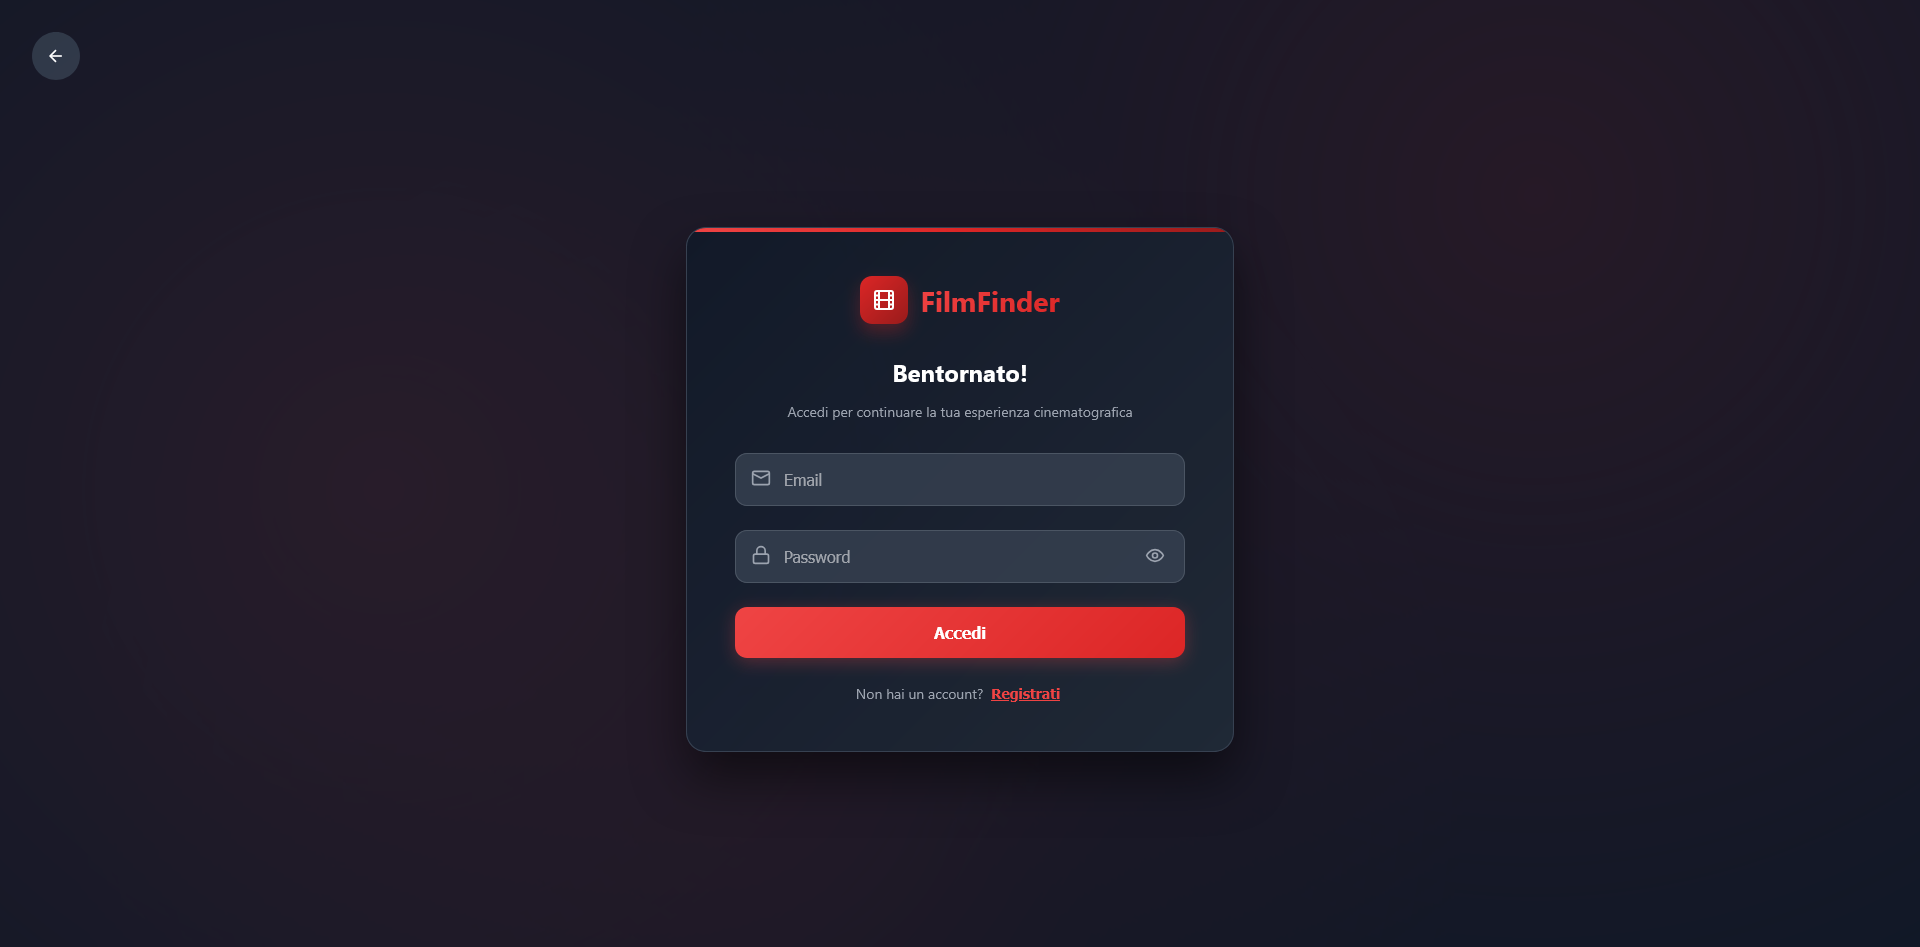 FilmFinder
Bentornato!
Accedi per continuare la tua esperienza cinematografica
Email
Password
Accedi
Non hai un account? Registrati